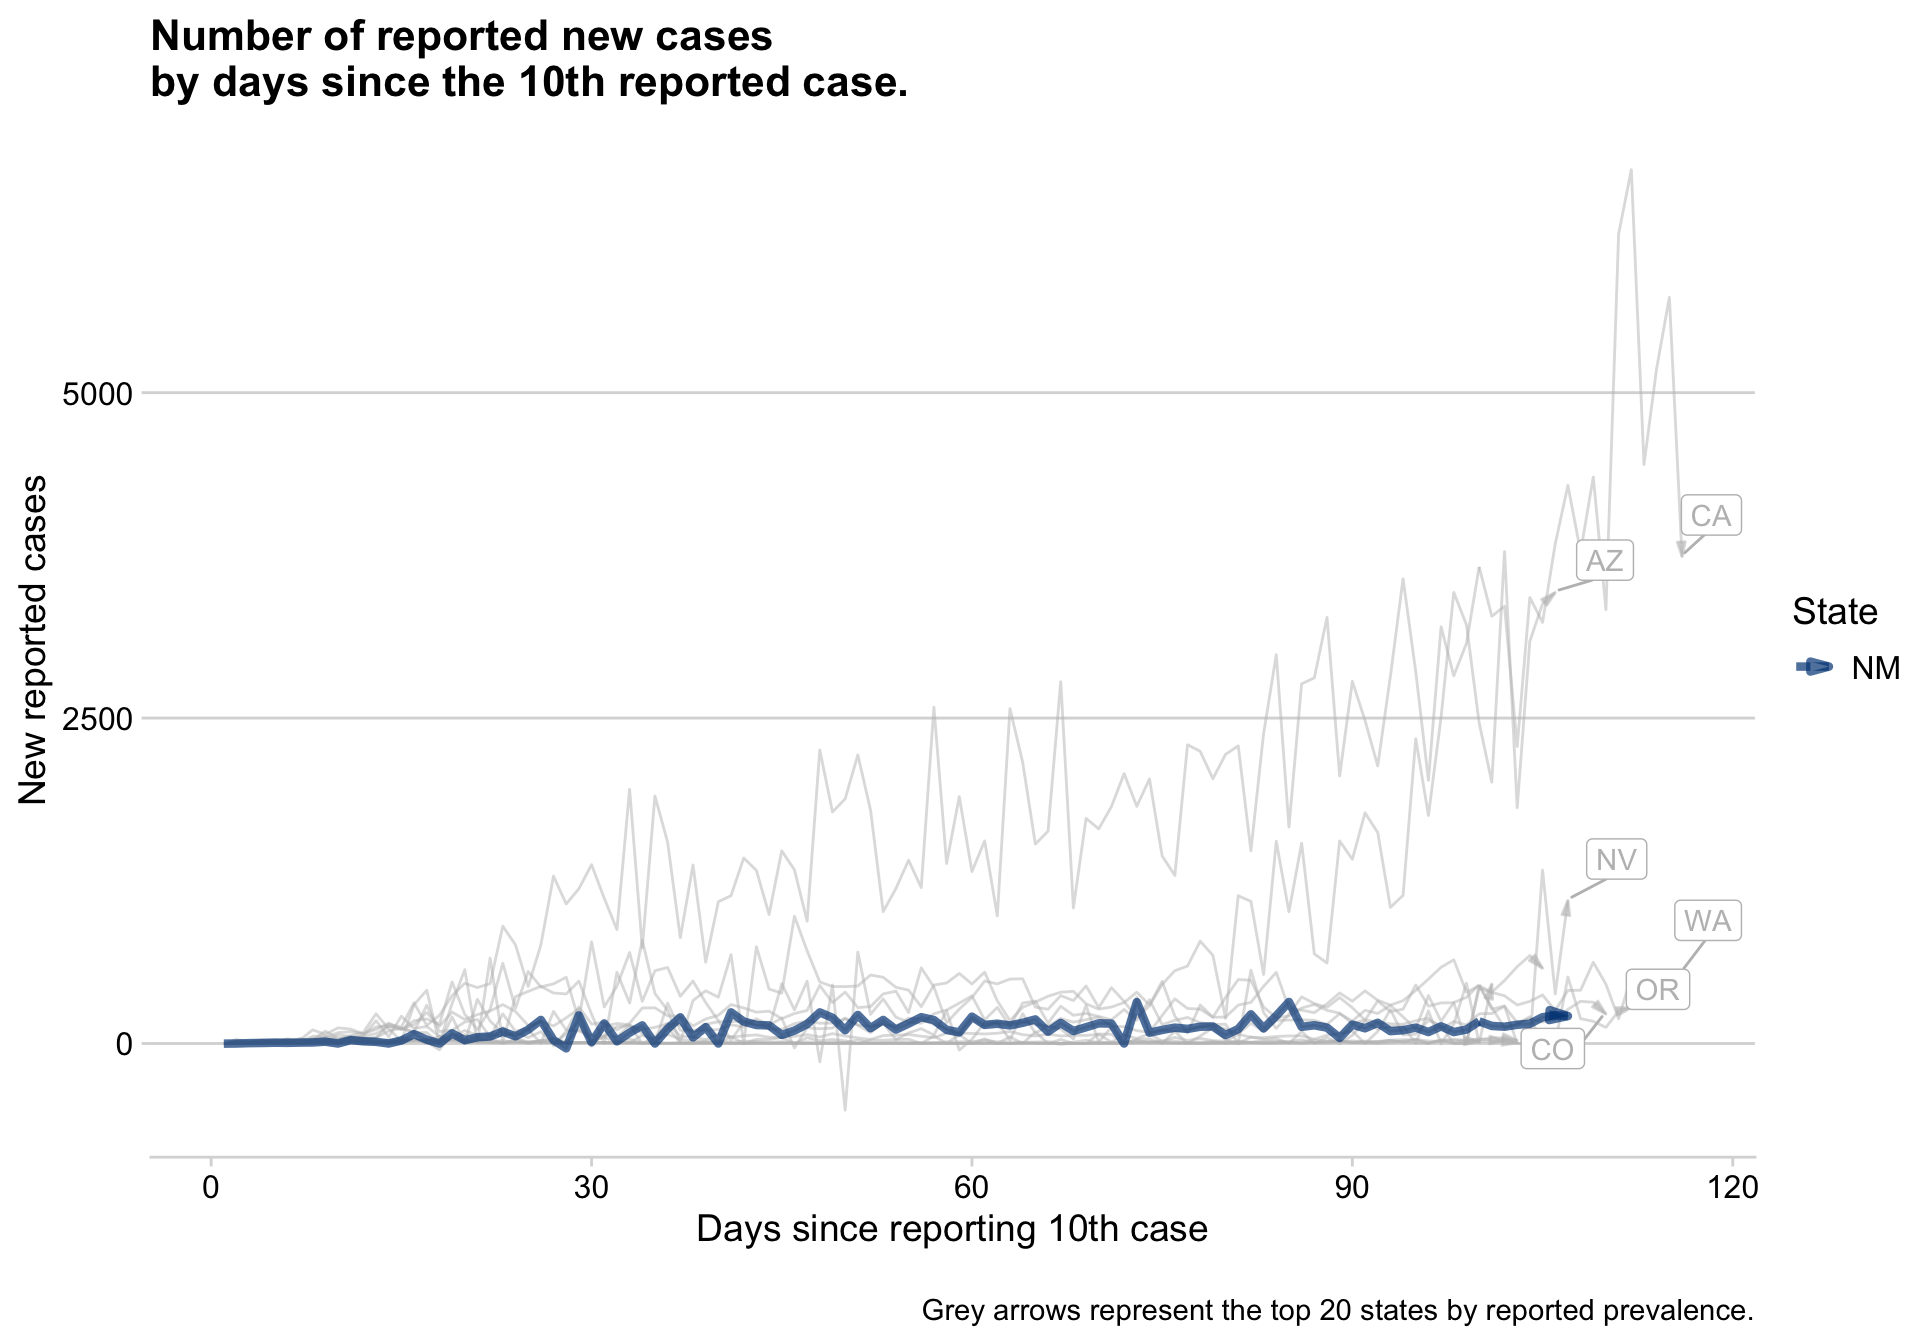 Number of reported new cases
by days since the 10th reported case.
New reported cases
5000
2500
0
CA
AZ
NV
WA
OR
CO
State
NM
0 30 60 90 120
Days since reporting 10th case
Grey arrows represent the top 20 states by reported prevalence.